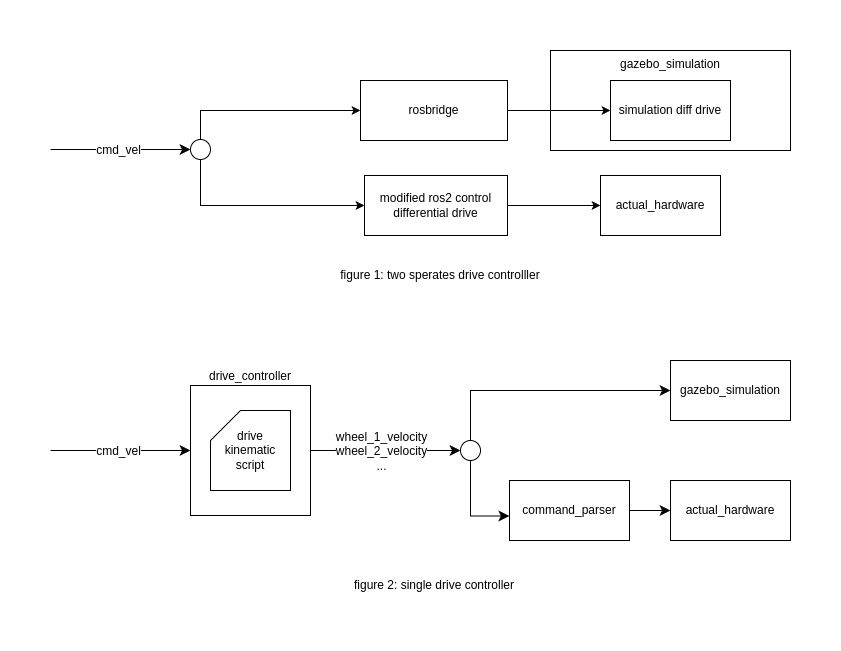 gazebo_simulation
rosbridge
simulation diff drive
cmd_vel
modified ros2 control
differential drive
actual_hardware
figure 1: two sperates drive controlller
drive_controller
gazebo_simulation
drive
kinematic
script
cmd_vel
wheel_1_velocity
wheel_2_velocity
...
command_parser
actual_hardware
figure 2: single drive controller